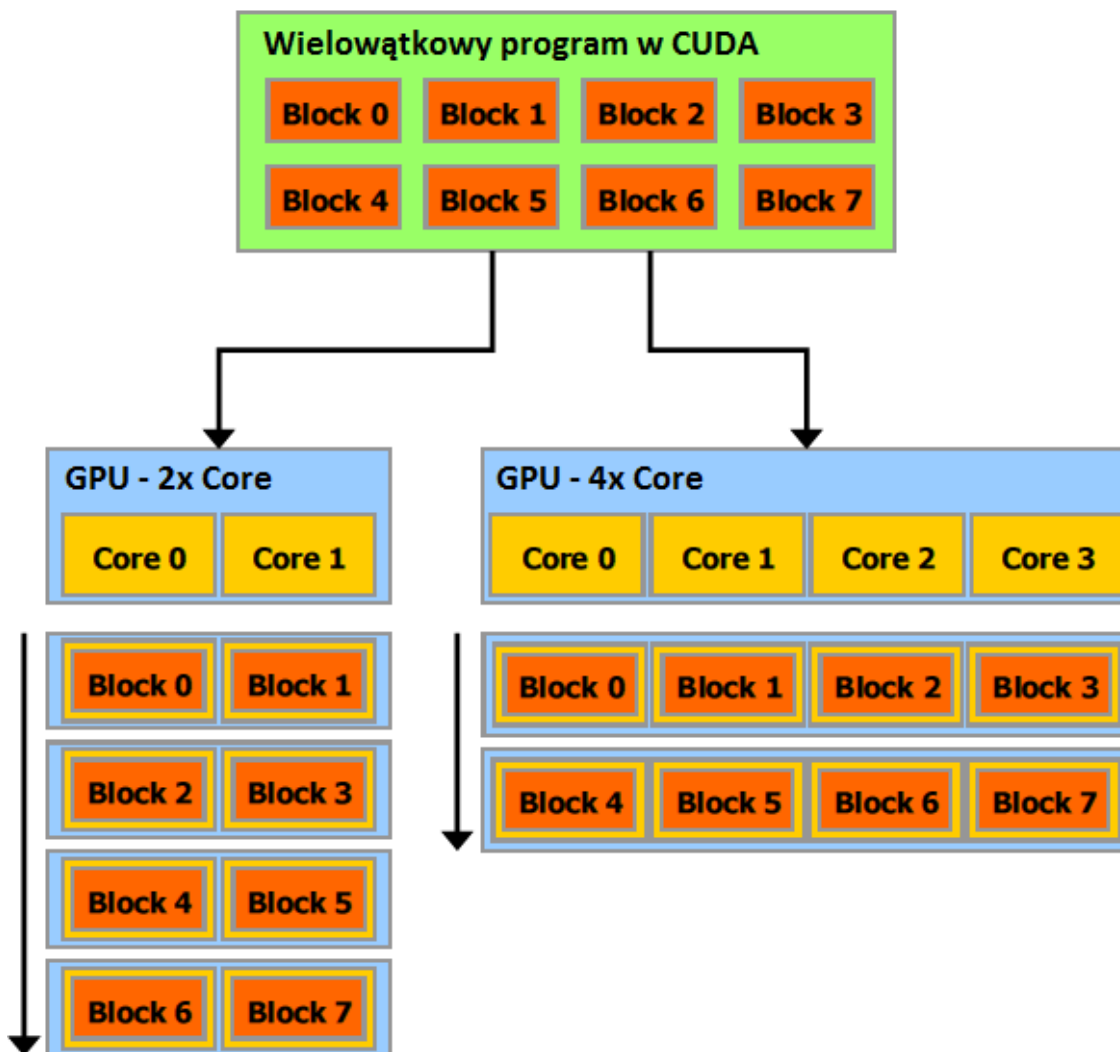 Wielowątkowy program w CUDA
Block 0 Block 1 Block 2 Block 3
Block 4 Block 5 Block 6 Block 7
GPU - 2x Core
Core 0 Core 1
Block 0 Block 1
Block 2 Block 3
Block 4 Block 5
Block 6 Block 7
GPU - 4x Core
Core 0 Core 1 Core 2 Core 3
Block 0 Block 1 Block 2 Block 3
Block 4 Block 5 Block 6 Block 7